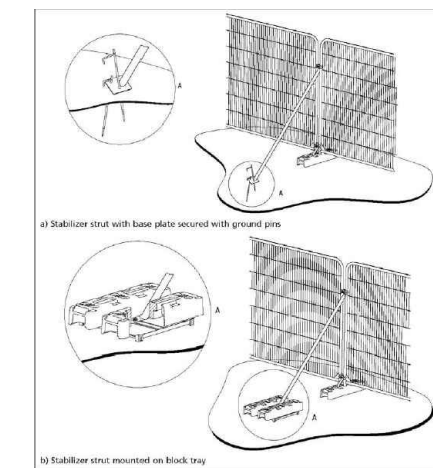 A
A
a) Stabilizer strut with base plate secured with ground pins
A
A
b) Stabilizer strut mounted on block tray